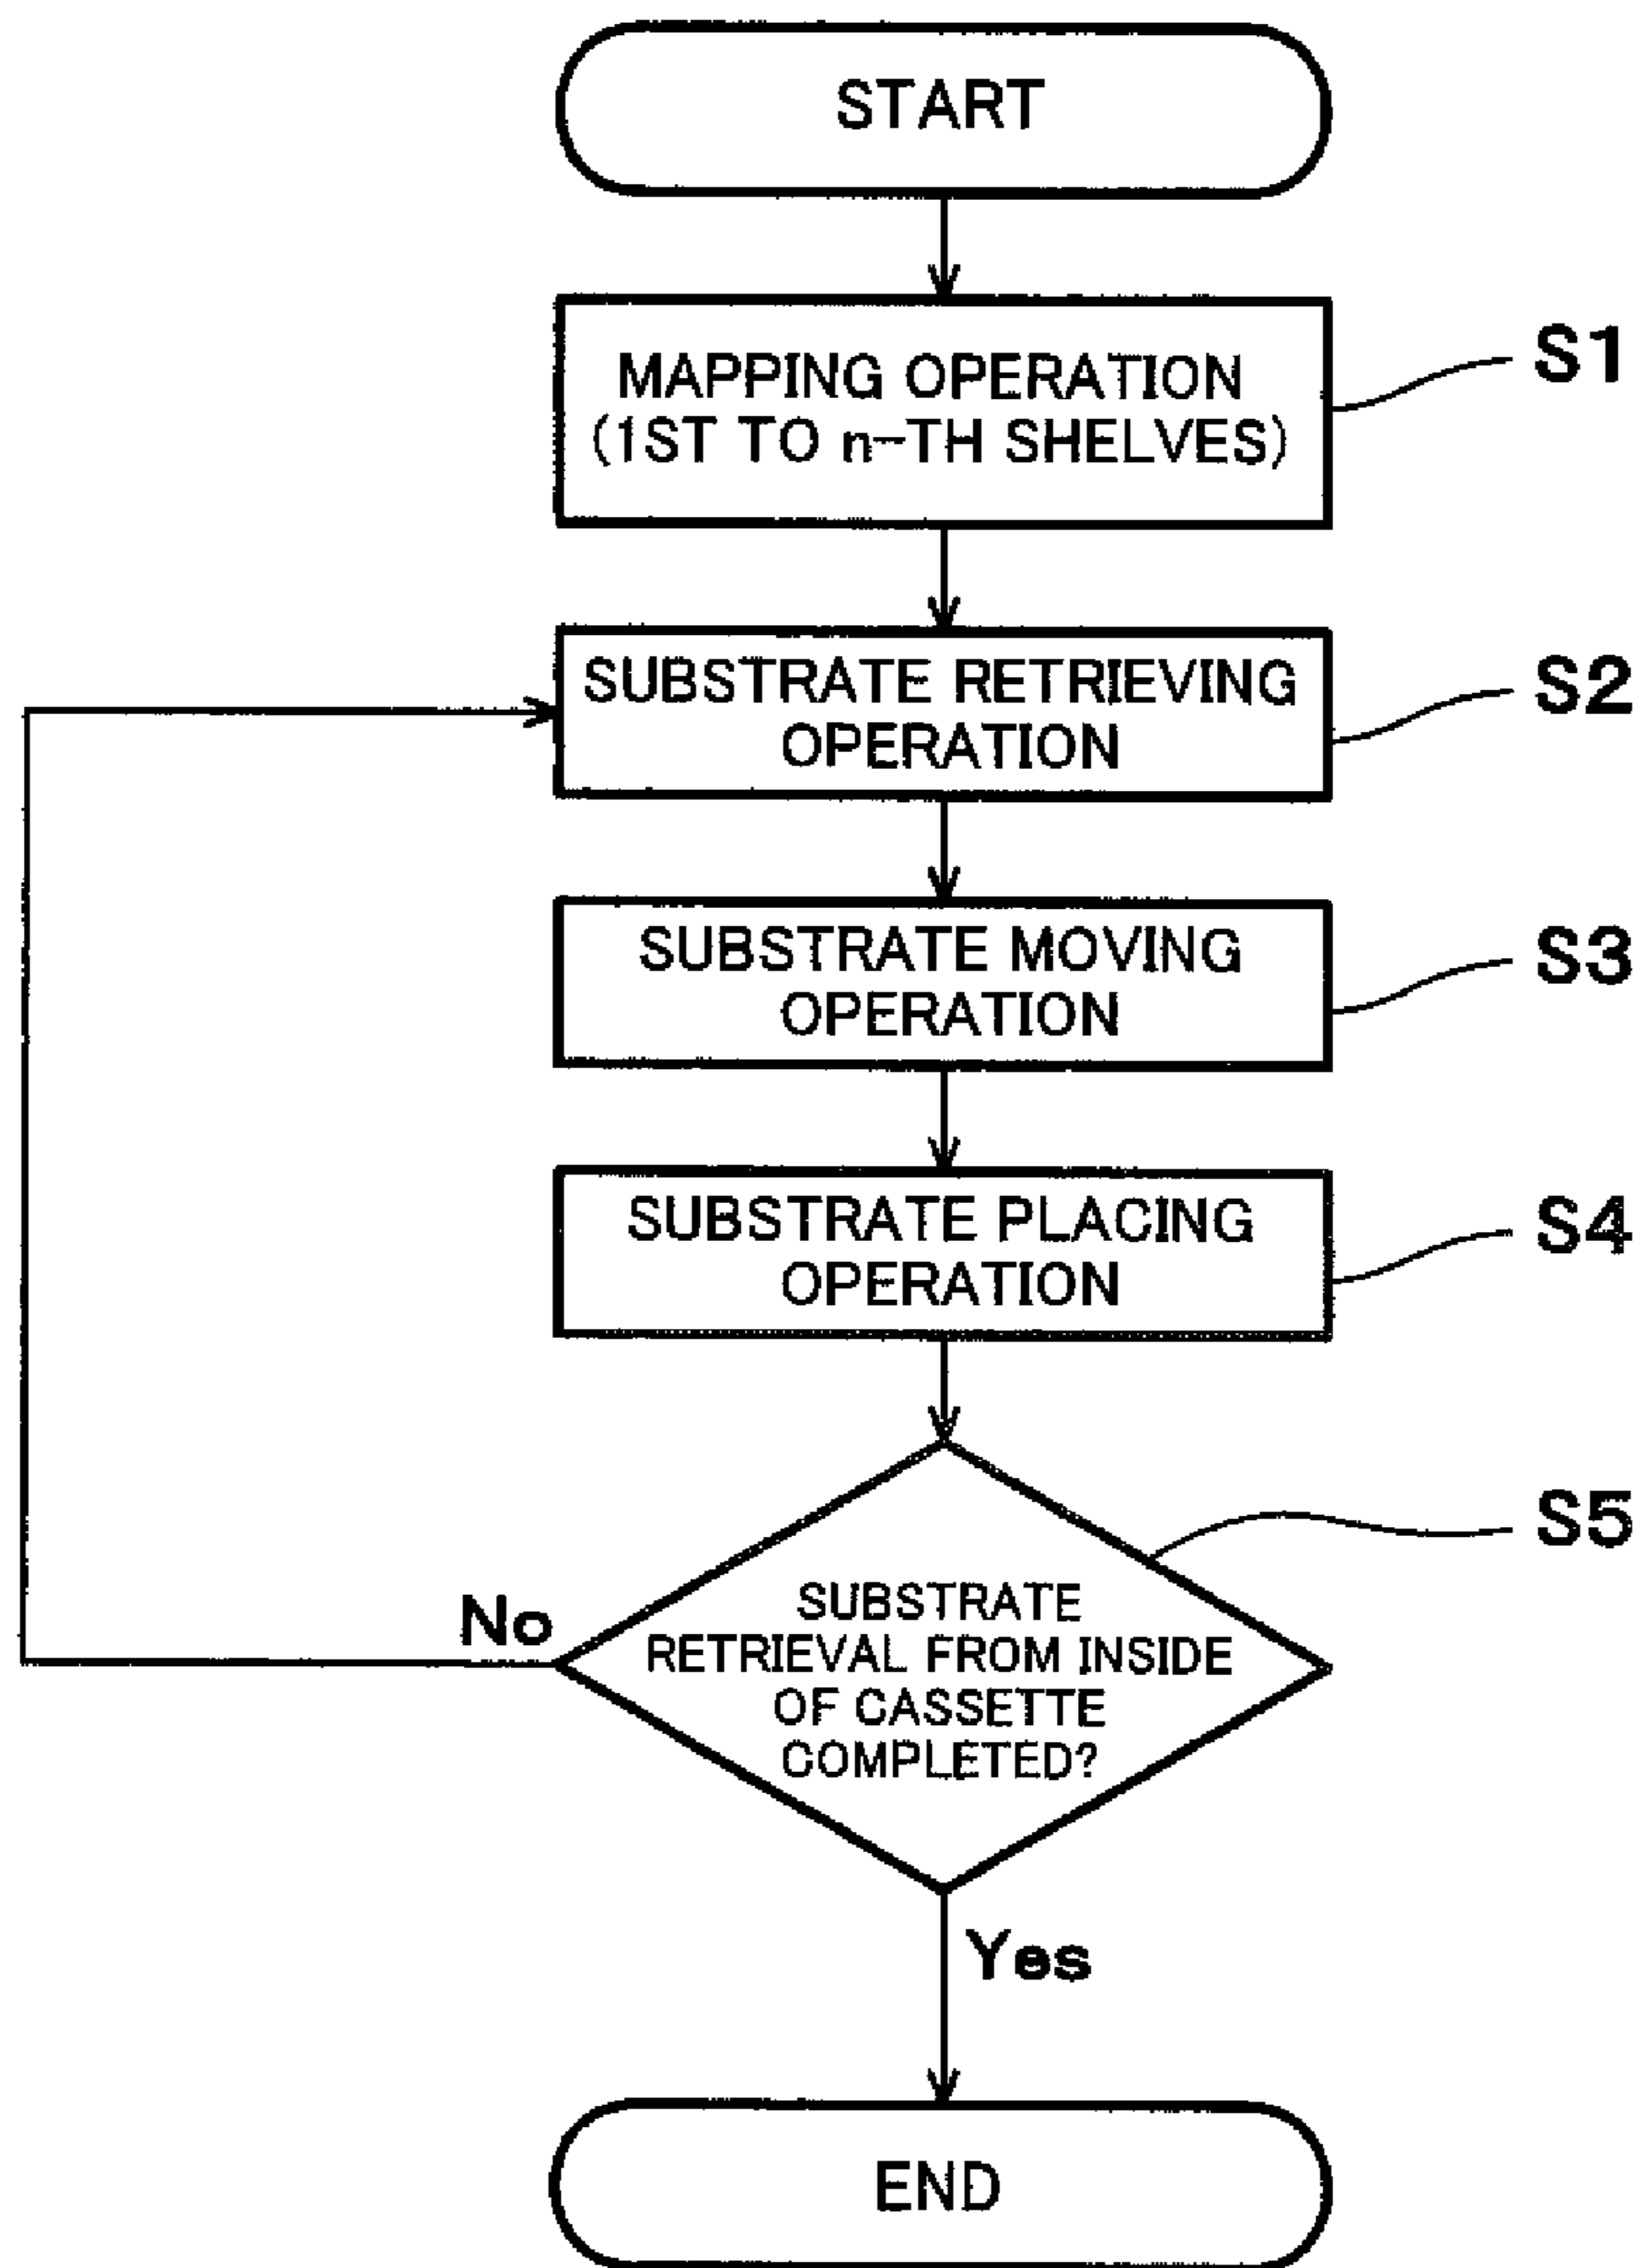 START
MAPPING OPERATION
(1ST TO n-TH SHELVES)
S1
SUBSTRATE RETRIEVING
OPERATION
S2
SUBSTRATE MOVING
OPERATION
S3
SUBSTRATE PLACING
OPERATION
S4
S5
SUBSTRATE
RETRIEVAL FROM INSIDE
OF CASSETTE
COMPLETED?
No
Yes
END